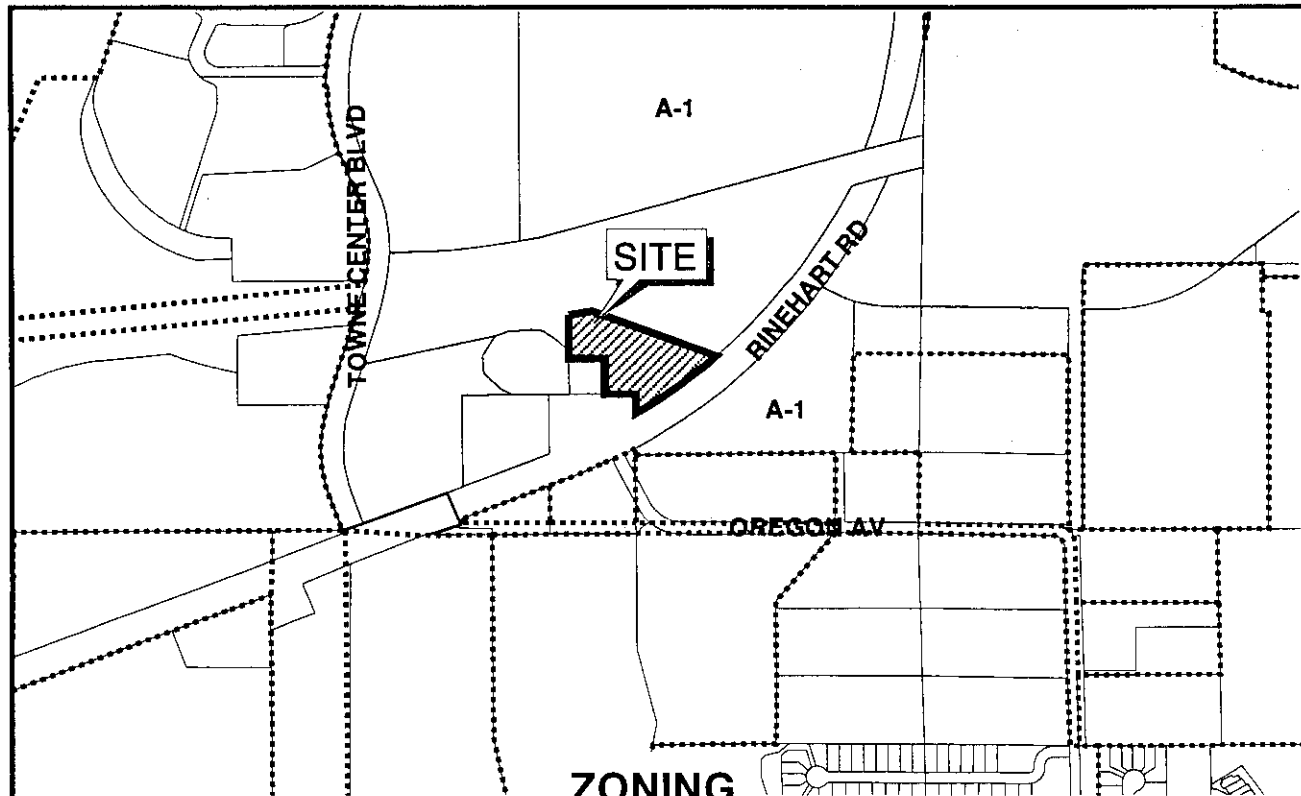 A-1
TOWNE CENTER BLVD
SITE
RINEHART RD
A-1
OREGON AV
ZONING